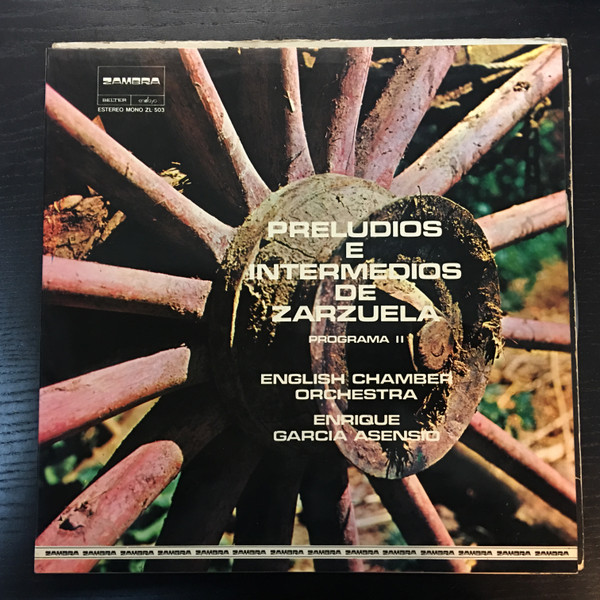 ZAMBRA
BELTER
ESTEREO MONO ZL 503
PRELUDIOS
E
INTERMEDIOS
DE
ZARZUELA
PROGRAMA II
ENGLISH CHAMBER
ORCHESTRA
ENRIQUE
GARCIA ASENSIO
ZAMBRA ZAMBRA ZAMBRA ZAMBRA ZAMBRA ZAMBRA ZAMBRA ZAMBRA ZAMBRA ZAMBRA ZAMBRA ZAMBRA ZAMBRA ZAMBRA